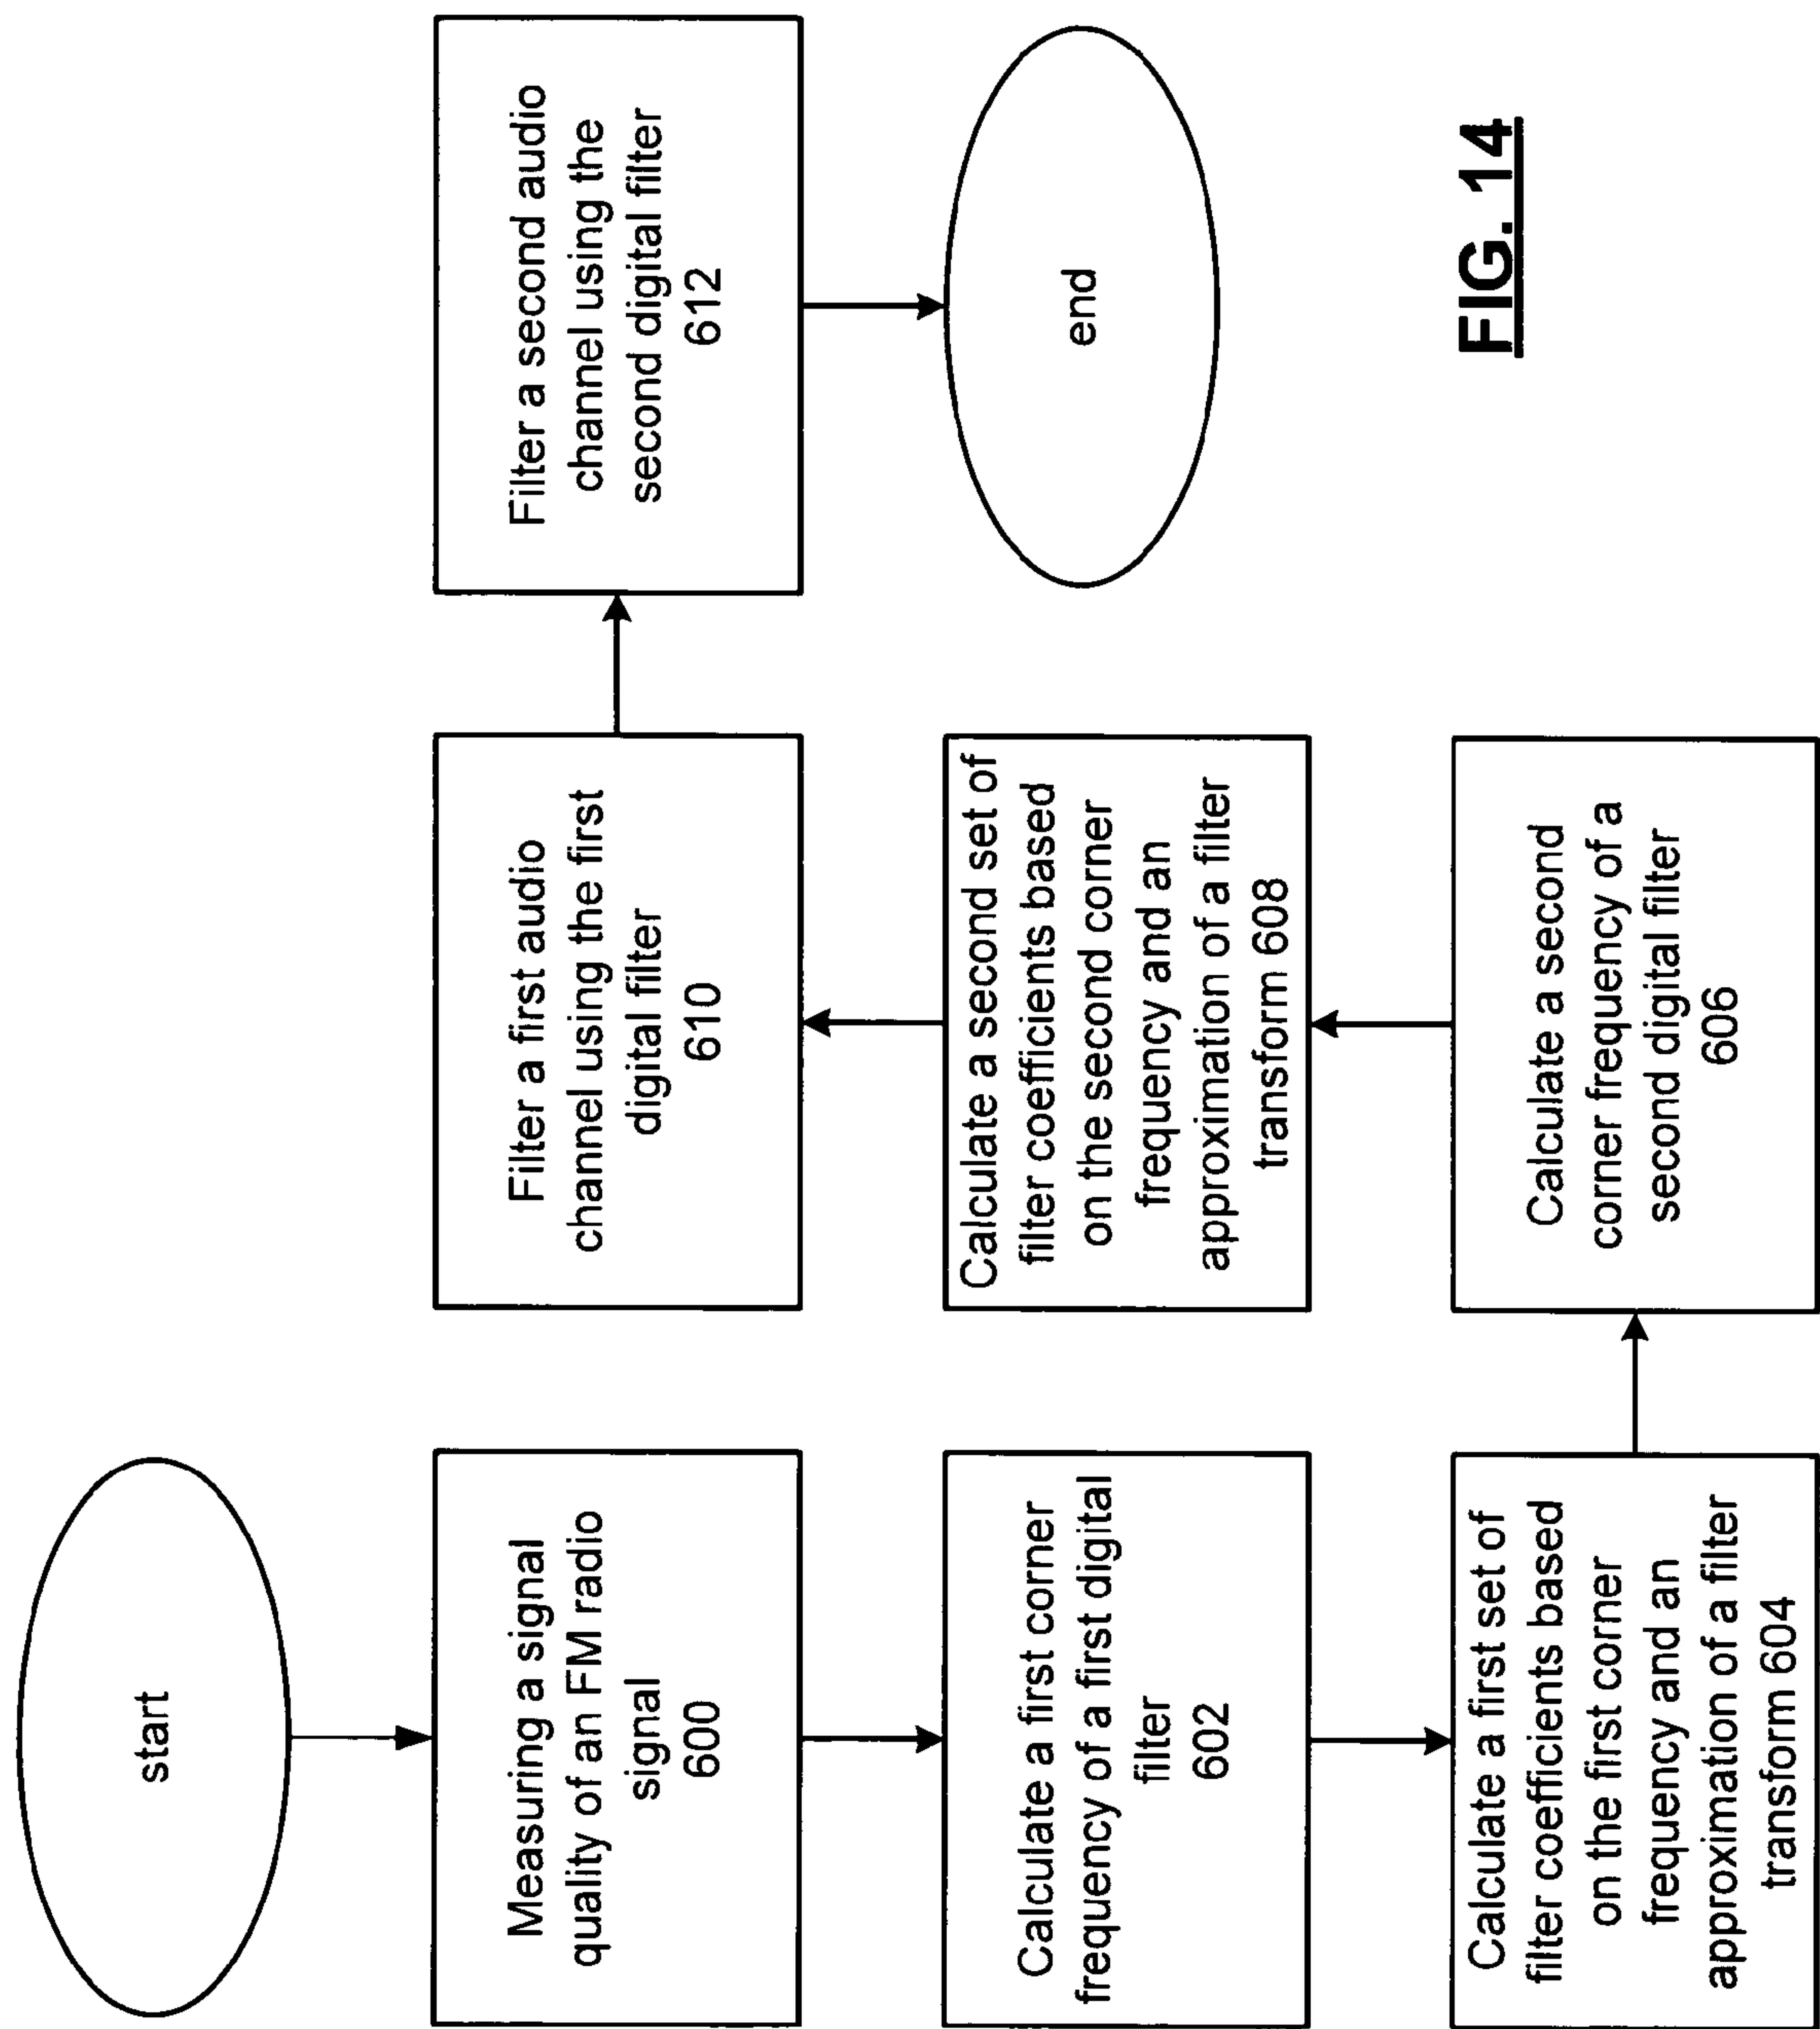 start
Measuring a signal
quality of an FM radio
signal
600
Calculate a first corner
frequency of a first digital
filter
602
Calculate a first set of
filter coefficients based
on the first corner
frequency and an
approximation of a filter
transform 604
Calculate a second
corner frequency of a
second digital filter
606
Calculate a second set of
filter coefficients based
on the second corner
frequency and an
approximation of a filter
transform 608
Filter a first audio
channel using the first
digital filter
610
Filter a second audio
channel using the
second digital filter
612
end
FIG. 14